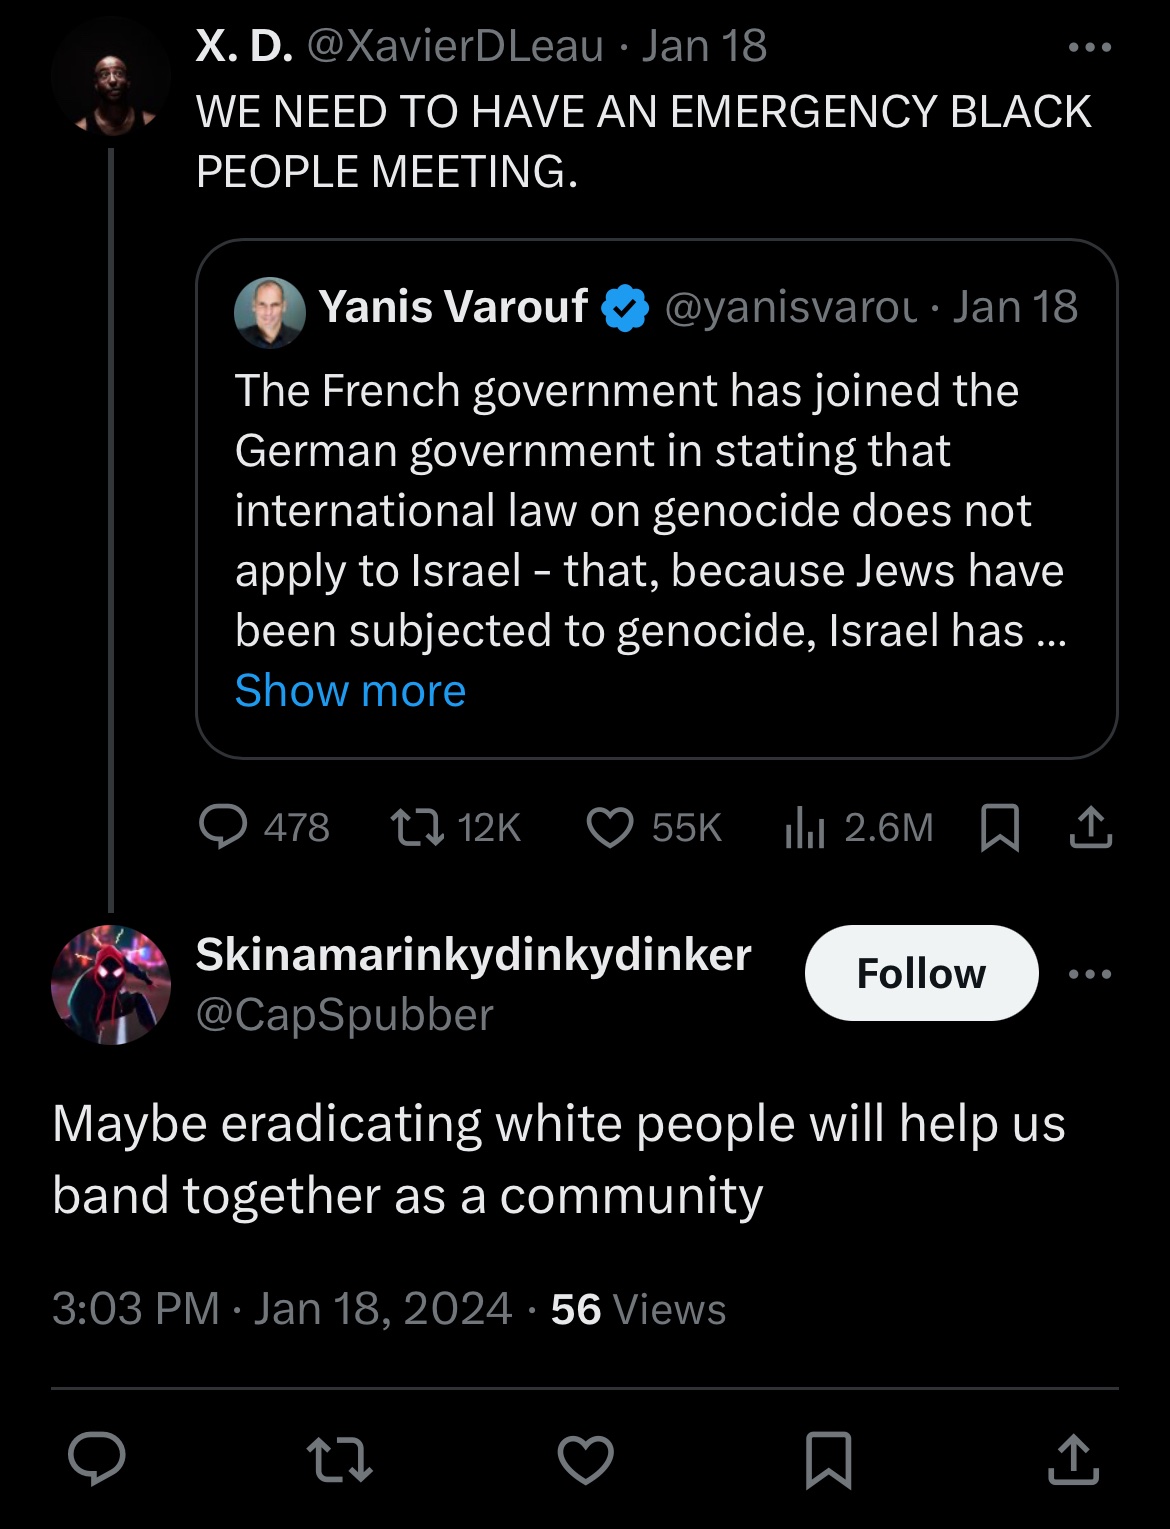 X. D. @XavierDLeau · Jan 18
WE NEED TO HAVE AN EMERGENCY BLACK
PEOPLE MEETING.
Yanis Varouf @yanisvarou · Jan 18
The French government has joined the
German government in stating that
international law on genocide does not
apply to Israel - that, because Jews have
been subjected to genocide, Israel has ...
Show more
478 12K 55K 2.6M
Skinamarinkydinkydinker
Follow
@CapSpubber
Maybe eradicating white people will help us
band together as a community
3:03 PM · Jan 18, 2024 · 56 Views